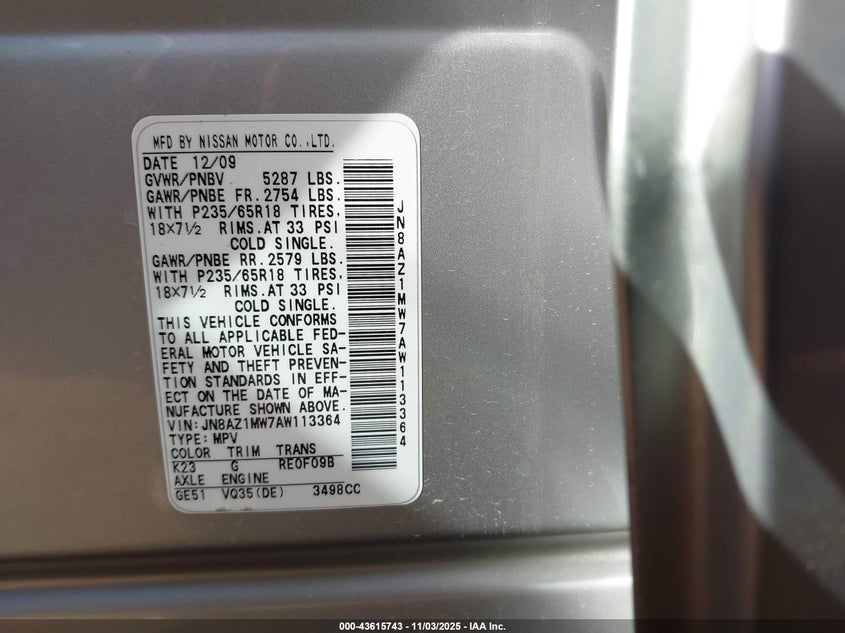 MFD BY NISSAN MOTOR CO.,LTD.
DATE 12/09
GVWR/PNBV 5287 LBS.
GAWR/PNBE FR. 2754 LBS.
WITH P235/65R18 TIRES,
18×7½ RIMS.AT 33 PSI
COLD SINGLE.
GAWR/PNBE RR. 2579 LBS.
WITH P235/65R18 TIRES,
18×7½ RIMS.AT 33 PSI
COLD SINGLE.
THIS VEHICLE CONFORMS
TO ALL APPLICABLE FED-
ERAL MOTOR VEHICLE SA-
FETY AND THEFT PREVEN-
TION STANDARDS IN EFF-
ECT ON THE DATE OF MA-
NUFACTURE SHOWN ABOVE.
VIN:JN8AZ1MW7AW113364
TYPE:MPV
COLOR TRIM TRANS
K23 G RE0F09B
AXLE ENGINE
GE51 VQ35(DE) 3498CC
JN8AZ1MW7AW113364
000-43615743 - 11/03/2025 - IAA Inc.